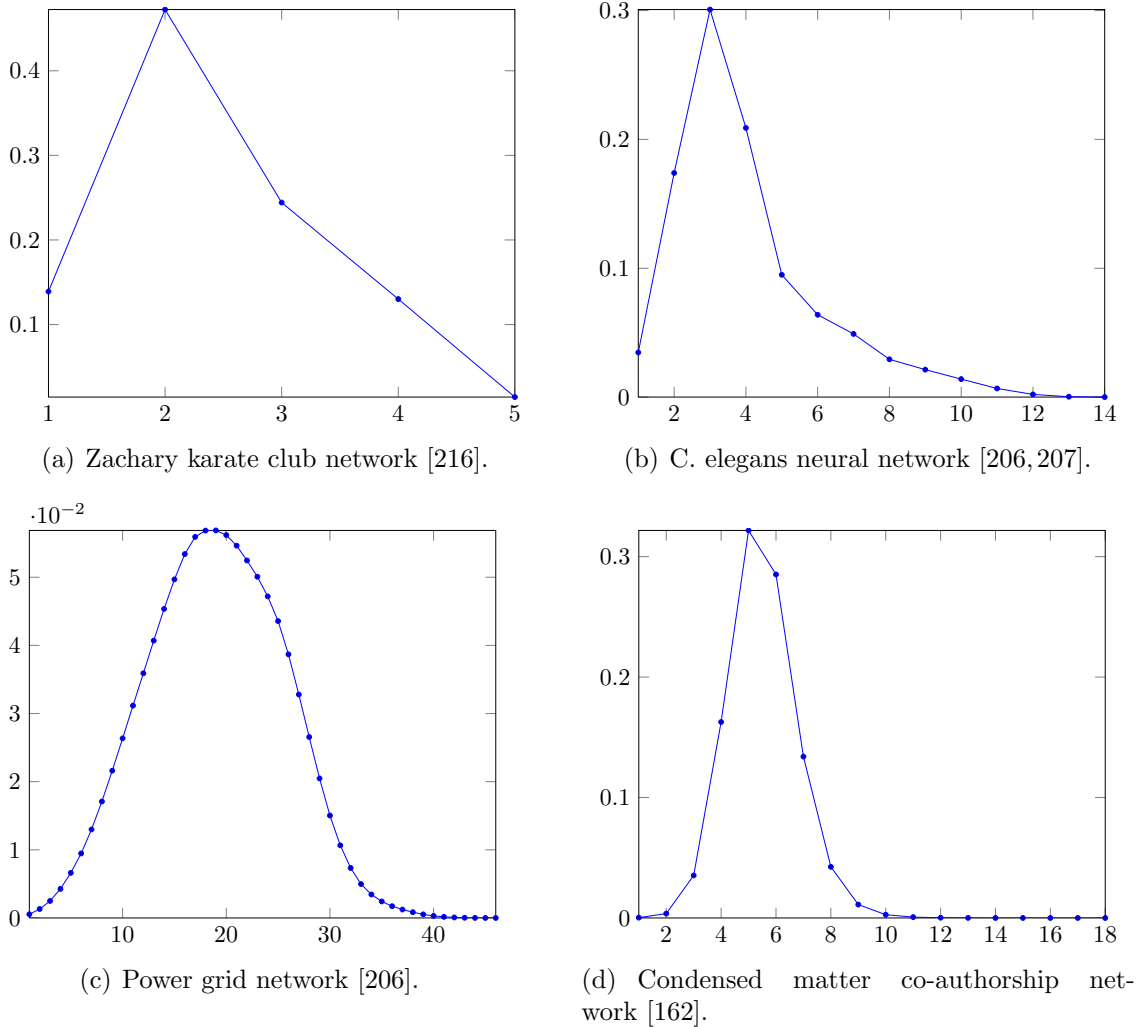 0.4
0.3
0.2
0.1
1 2 3 4 5
(a) Zachary karate club network [216].
0.3
0.2
0.1
0
2 4 6 8 10 12 14
(b) C. elegans neural network [206, 207].
·10−2
5
4
3
2
1
0
10 20 30 40
(c) Power grid network [206].
0.3
0.2
0.1
0
2 4 6 8 10 12 14 16 18
(d) Condensed matter co-authorship net-
work [162].